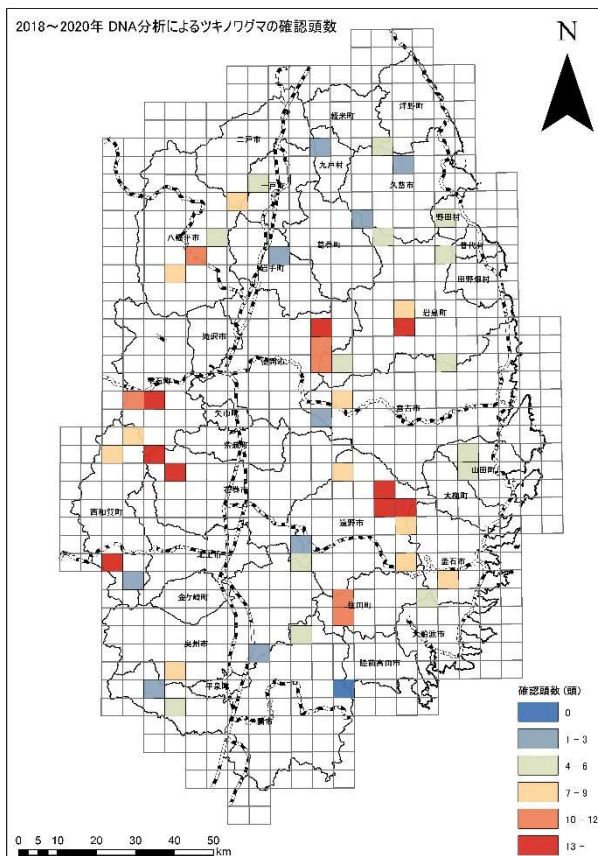 2018～2020年 DNA分析によるツキノワグマの確認頭数
N
洋野町
軽米町
二戸市
九戸村
一戸町
久慈市
野田村
八幡平市
葛巻町
普代村
岩手町
田野畑村
岩泉町
滝沢市
盛岡市
雫石町
矢巾町
宮古市
紫波町
山田町
花巻市
大槌町
西和賀町
遠野市
北上市
釜石市
金ケ崎町
住田町
大船渡市
奥州市
陸前高田市
平泉町
一関市
確認頭数(頭)
0
1 - 3
4 - 6
7 - 9
10 - 12
13 -
0 5 10 20 30 40 50
km